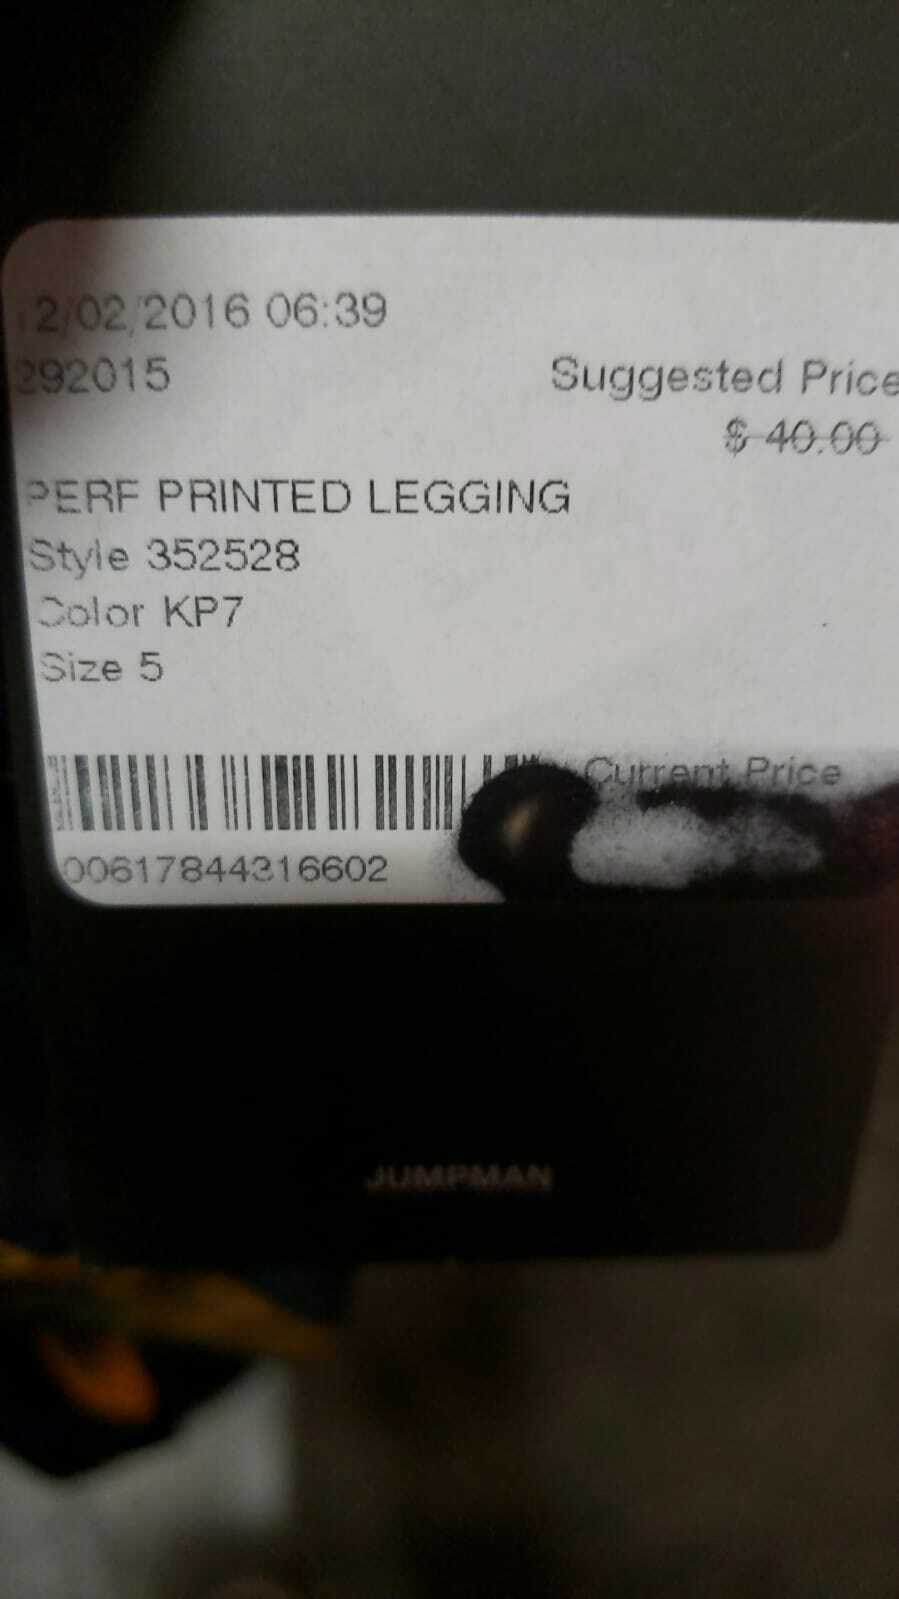 12/02/2016 06:39
292015
Suggested Price
$ 40.00
PERF PRINTED LEGGING
Style 352528
Color KP7
Size 5
Current Price
00617844316602
JUMPMAN